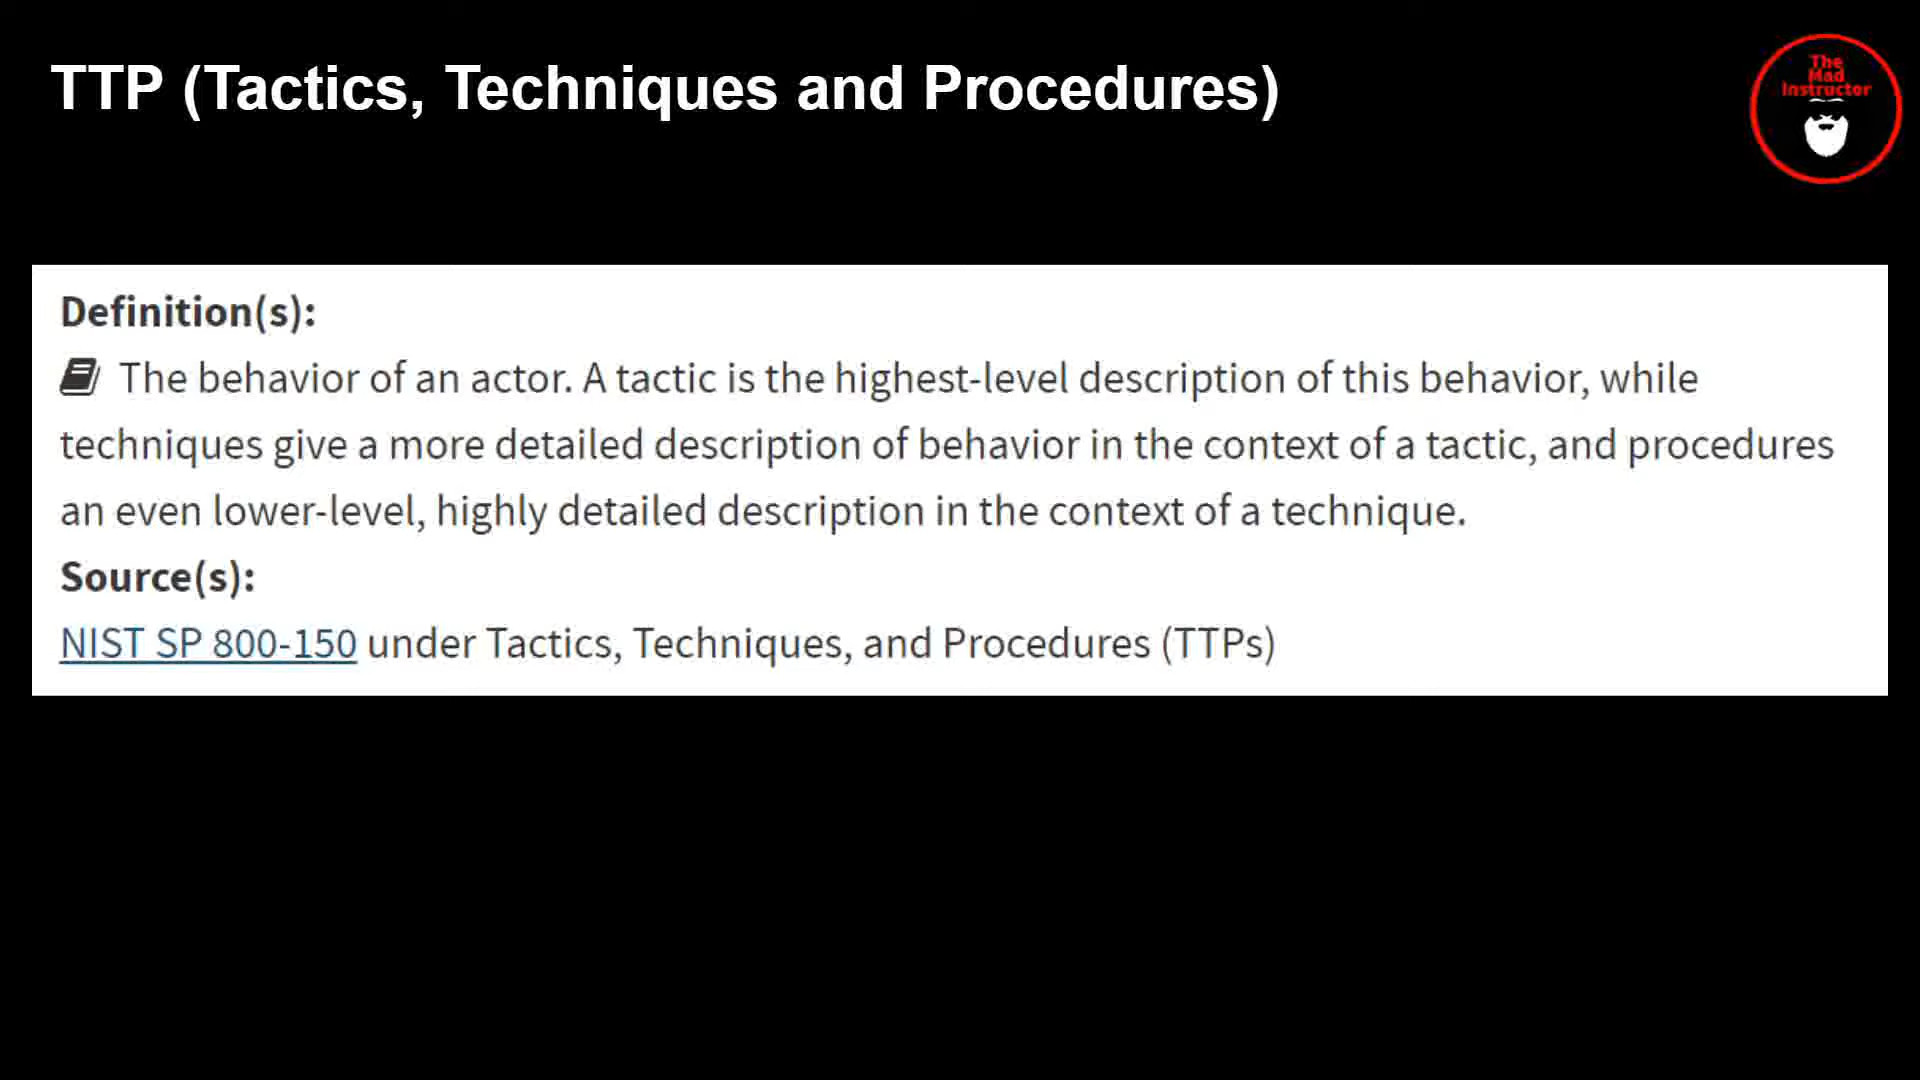 TTP (Tactics, Techniques and Procedures)
The
Mad
Instructor
Definition(s):
The behavior of an actor. A tactic is the highest-level description of this behavior, while
techniques give a more detailed description of behavior in the context of a tactic, and procedures
an even lower-level, highly detailed description in the context of a technique.
Source(s):
NIST SP 800-150 under Tactics, Techniques, and Procedures (TTPs)